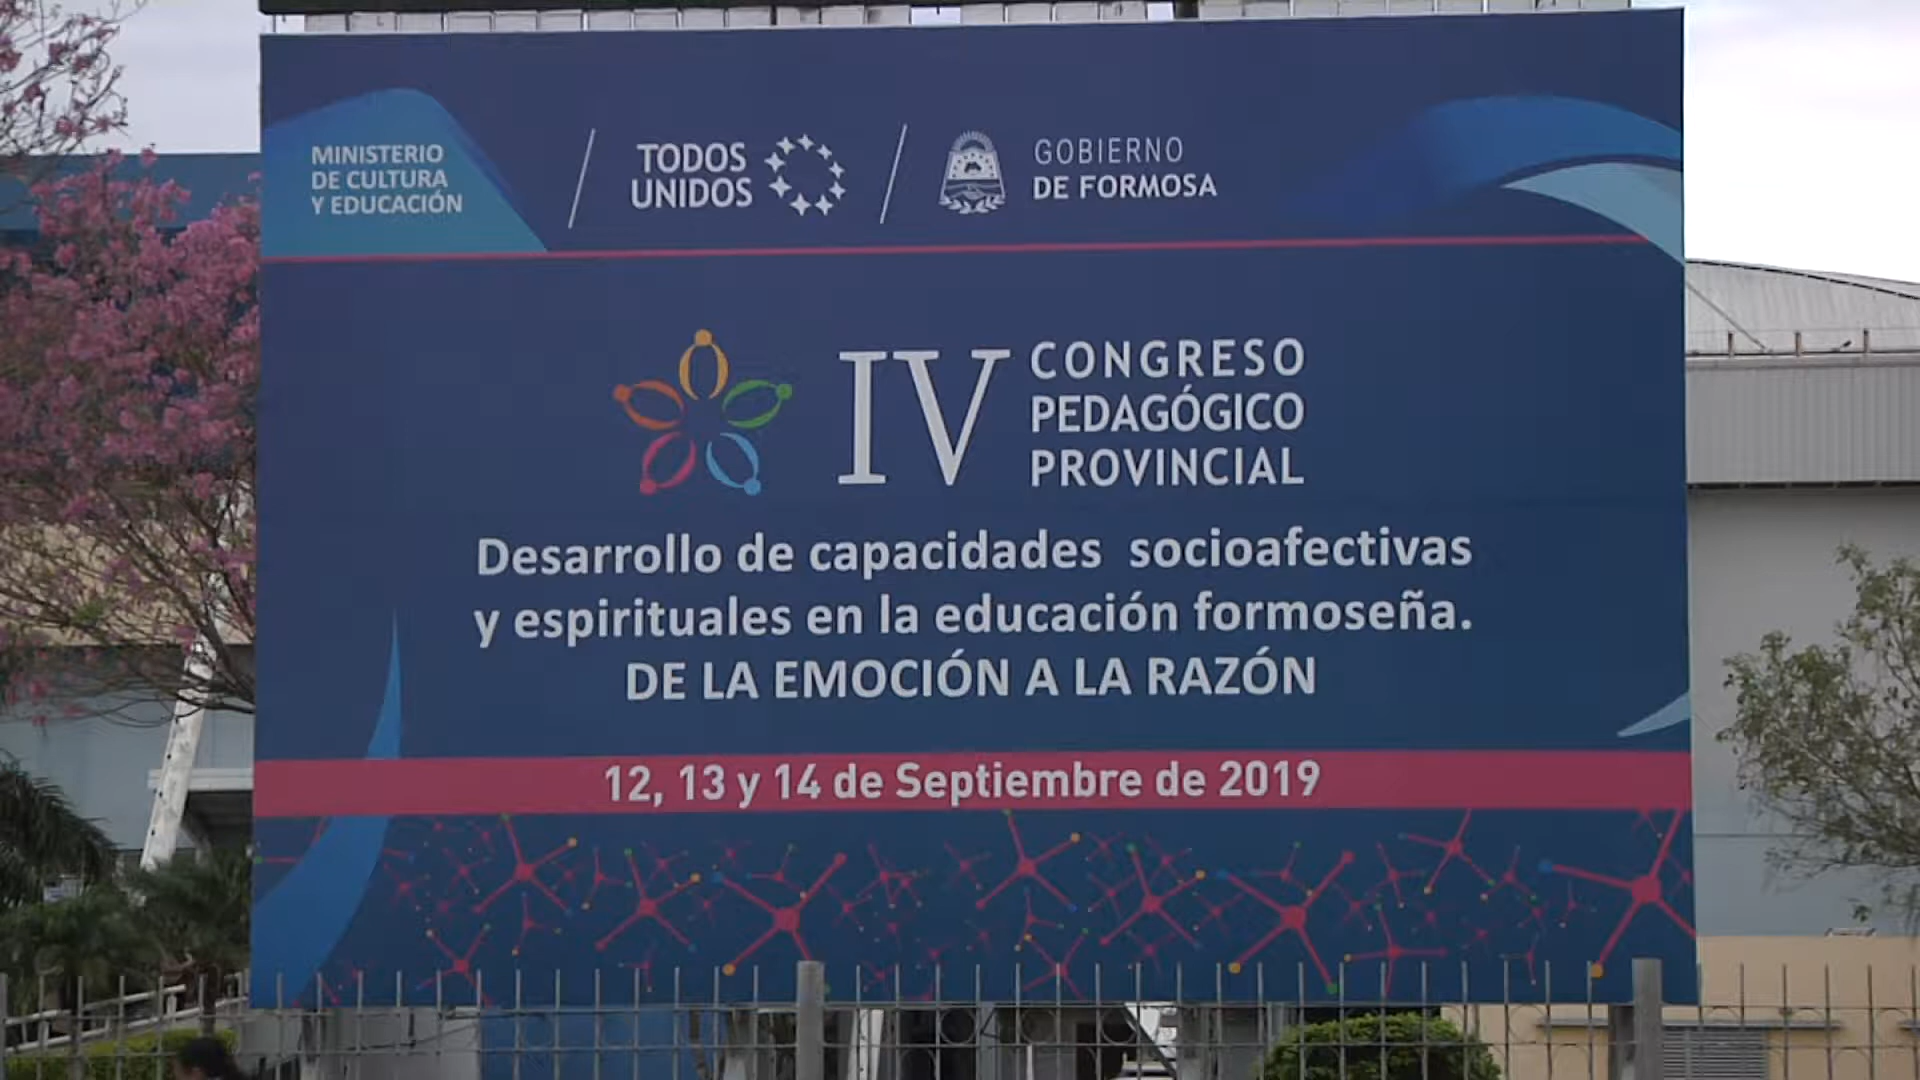 MINISTERIO
DE CULTURA
Y EDUCACIÓN
TODOS
UNIDOS
GOBIERNO
DE FORMOSA
IV
CONGRESO
PEDAGÓGICO
PROVINCIAL
Desarrollo de capacidades socioafectivas
y espirituales en la educación formoseña.
DE LA EMOCIÓN A LA RAZÓN
12, 13 y 14 de Septiembre de 2019